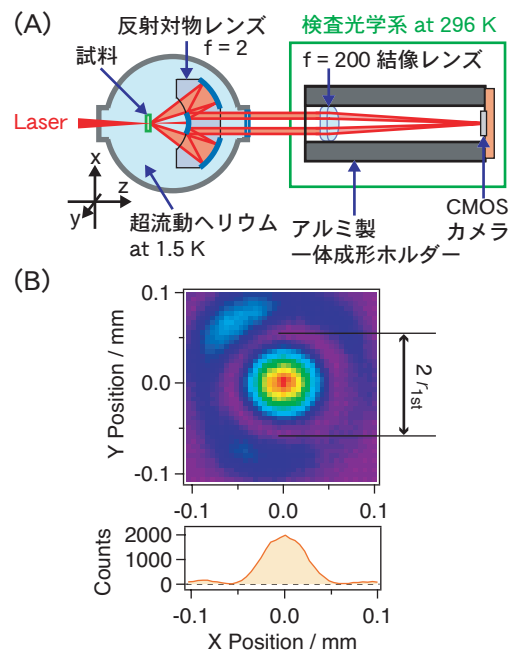 (A)
反射対物レンズ
f = 2
試料
Laser
x
z
y
超流動ヘリウム
at 1.5 K
検査光学系 at 296 K
f = 200 結像レンズ
アルミ製
一体成形ホルダー
CMOS
カメラ
(B)
0.1
0.0
-0.1
Y Position / mm
2 r1st
-0.1
0.0
0.1
2000
1000
0
Counts
-0.1
0.0
0.1
X Position / mm